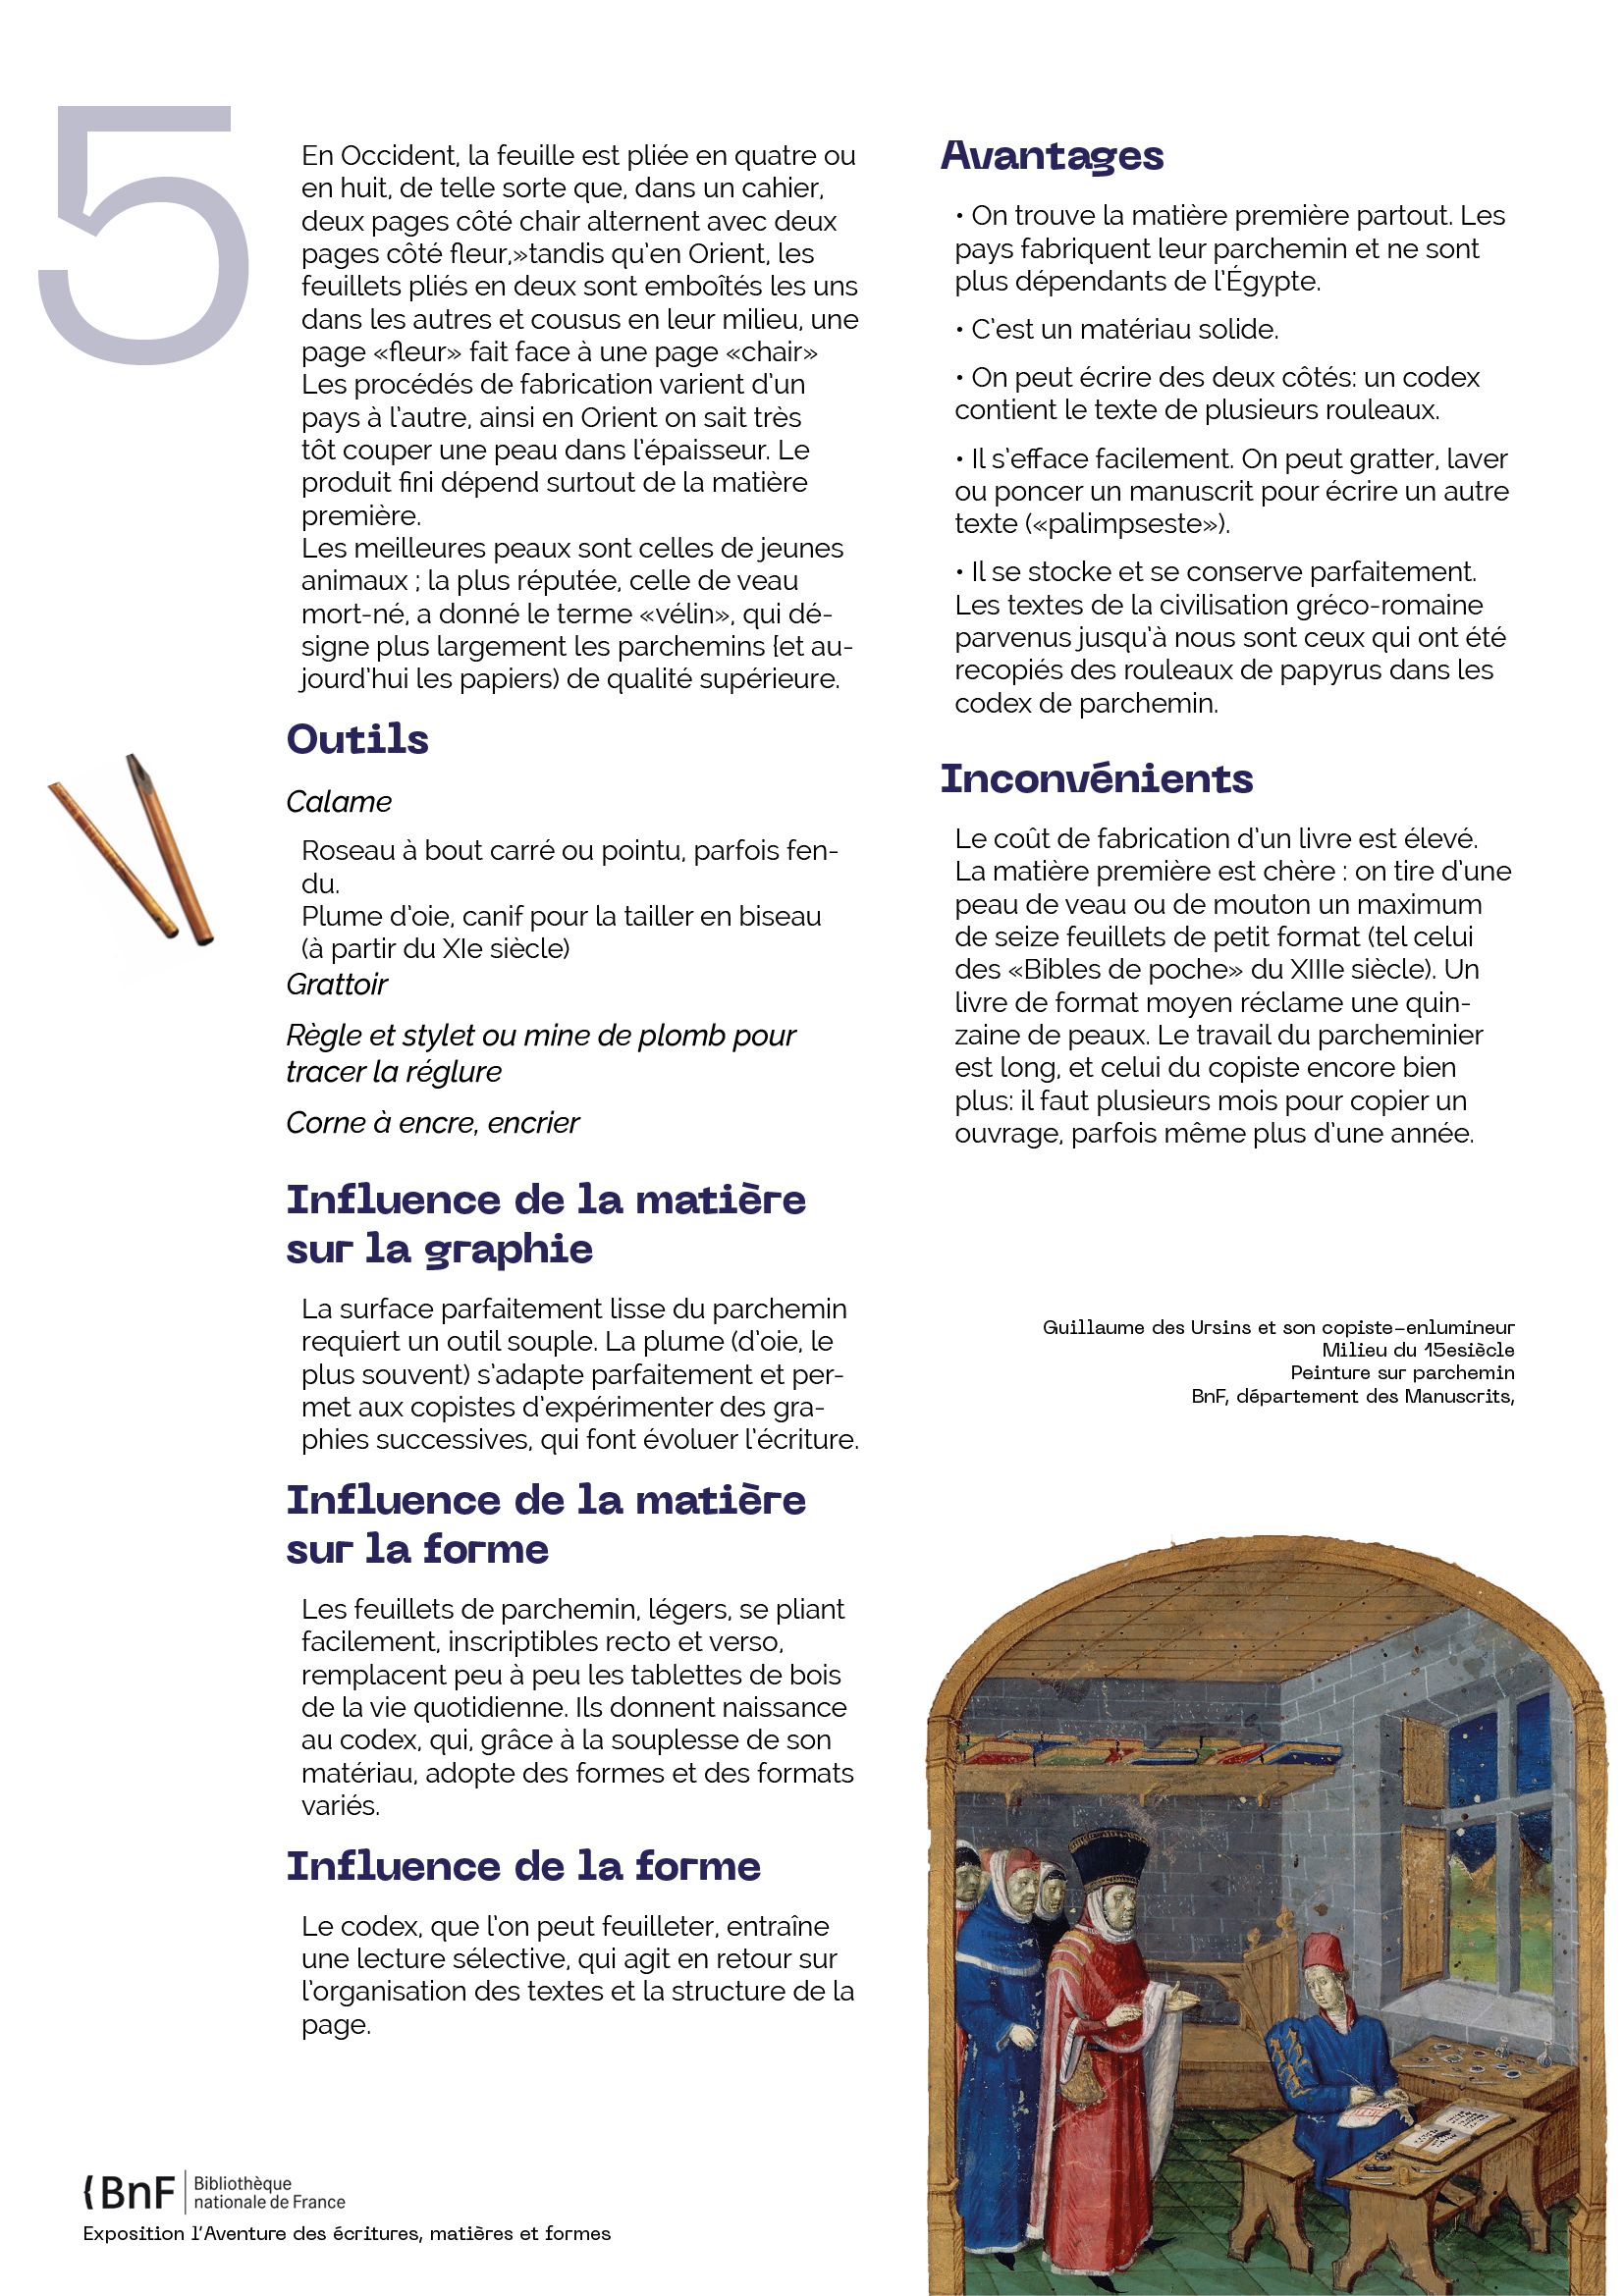 5
En Occident, la feuille est pliée en quatre ou
en huit, de telle sorte que, dans un cahier,
deux pages côté chair alternent avec deux
pages côté fleur,»tandis qu'en Orient, les
feuillets pliés en deux sont emboîtés les uns
dans les autres et cousus en leur milieu, une
page «fleur» fait face à une page «chair»
Les procédés de fabrication varient d'un
pays à l'autre, ainsi en Orient on sait très
tôt couper une peau dans l'épaisseur. Le
produit fini dépend surtout de la matière
première.
Les meilleures peaux sont celles de jeunes
animaux ; la plus réputée, celle de veau
mort-né, a donné le terme «vélin», qui dé-
signe plus largement les parchemins {et au-
jourd'hui les papiers) de qualité supérieure.
Outils
Calame
Roseau à bout carré ou pointu, parfois fen-
du.
Plume d'oie, canif pour la tailler en biseau
(à partir du XIe siècle)
Grattoir
Règle et stylet ou mine de plomb pour
tracer la réglure
Corne à encre, encrier
Influence de la matière
sur la graphie
La surface parfaitement lisse du parchemin
requiert un outil souple. La plume (d'oie, le
plus souvent) s'adapte parfaitement et per-
met aux copistes d'expérimenter des gra-
phies successives, qui font évoluer l'écriture.
Influence de la matière
sur la forme
Les feuillets de parchemin, légers, se pliant
facilement, inscriptibles recto et verso,
remplacent peu à peu les tablettes de bois
de la vie quotidienne. Ils donnent naissance
au codex, qui, grâce à la souplesse de son
matériau, adopte des formes et des formats
variés.
Influence de la forme
Le codex, que l'on peut feuilleter, entraîne
une lecture sélective, qui agit en retour sur
l'organisation des textes et la structure de la
page.
Avantages
• On trouve la matière première partout. Les
pays fabriquent leur parchemin et ne sont
plus dépendants de l'Égypte.
• C'est un matériau solide.
• On peut écrire des deux côtés: un codex
contient le texte de plusieurs rouleaux.
• Il s'efface facilement. On peut gratter, laver
ou poncer un manuscrit pour écrire un autre
texte («palimpseste»).
• Il se stocke et se conserve parfaitement.
Les textes de la civilisation gréco-romaine
parvenus jusqu'à nous sont ceux qui ont été
recopiés des rouleaux de papyrus dans les
codex de parchemin.
Inconvénients
Le coût de fabrication d'un livre est élevé.
La matière première est chère : on tire d'une
peau de veau ou de mouton un maximum
de seize feuillets de petit format (tel celui
des «Bibles de poche» du XIIIe siècle). Un
livre de format moyen réclame une quin-
zaine de peaux. Le travail du parcheminier
est long, et celui du copiste encore bien
plus: il faut plusieurs mois pour copier un
ouvrage, parfois même plus d'une année.
Guillaume des Ursins et son copiste-enlumineur
Milieu du 15esiècle
Peinture sur parchemin
BnF, département des Manuscrits,
{BnF
Bibliothèque
nationale de France
Exposition l'Aventure des écritures, matières et formes